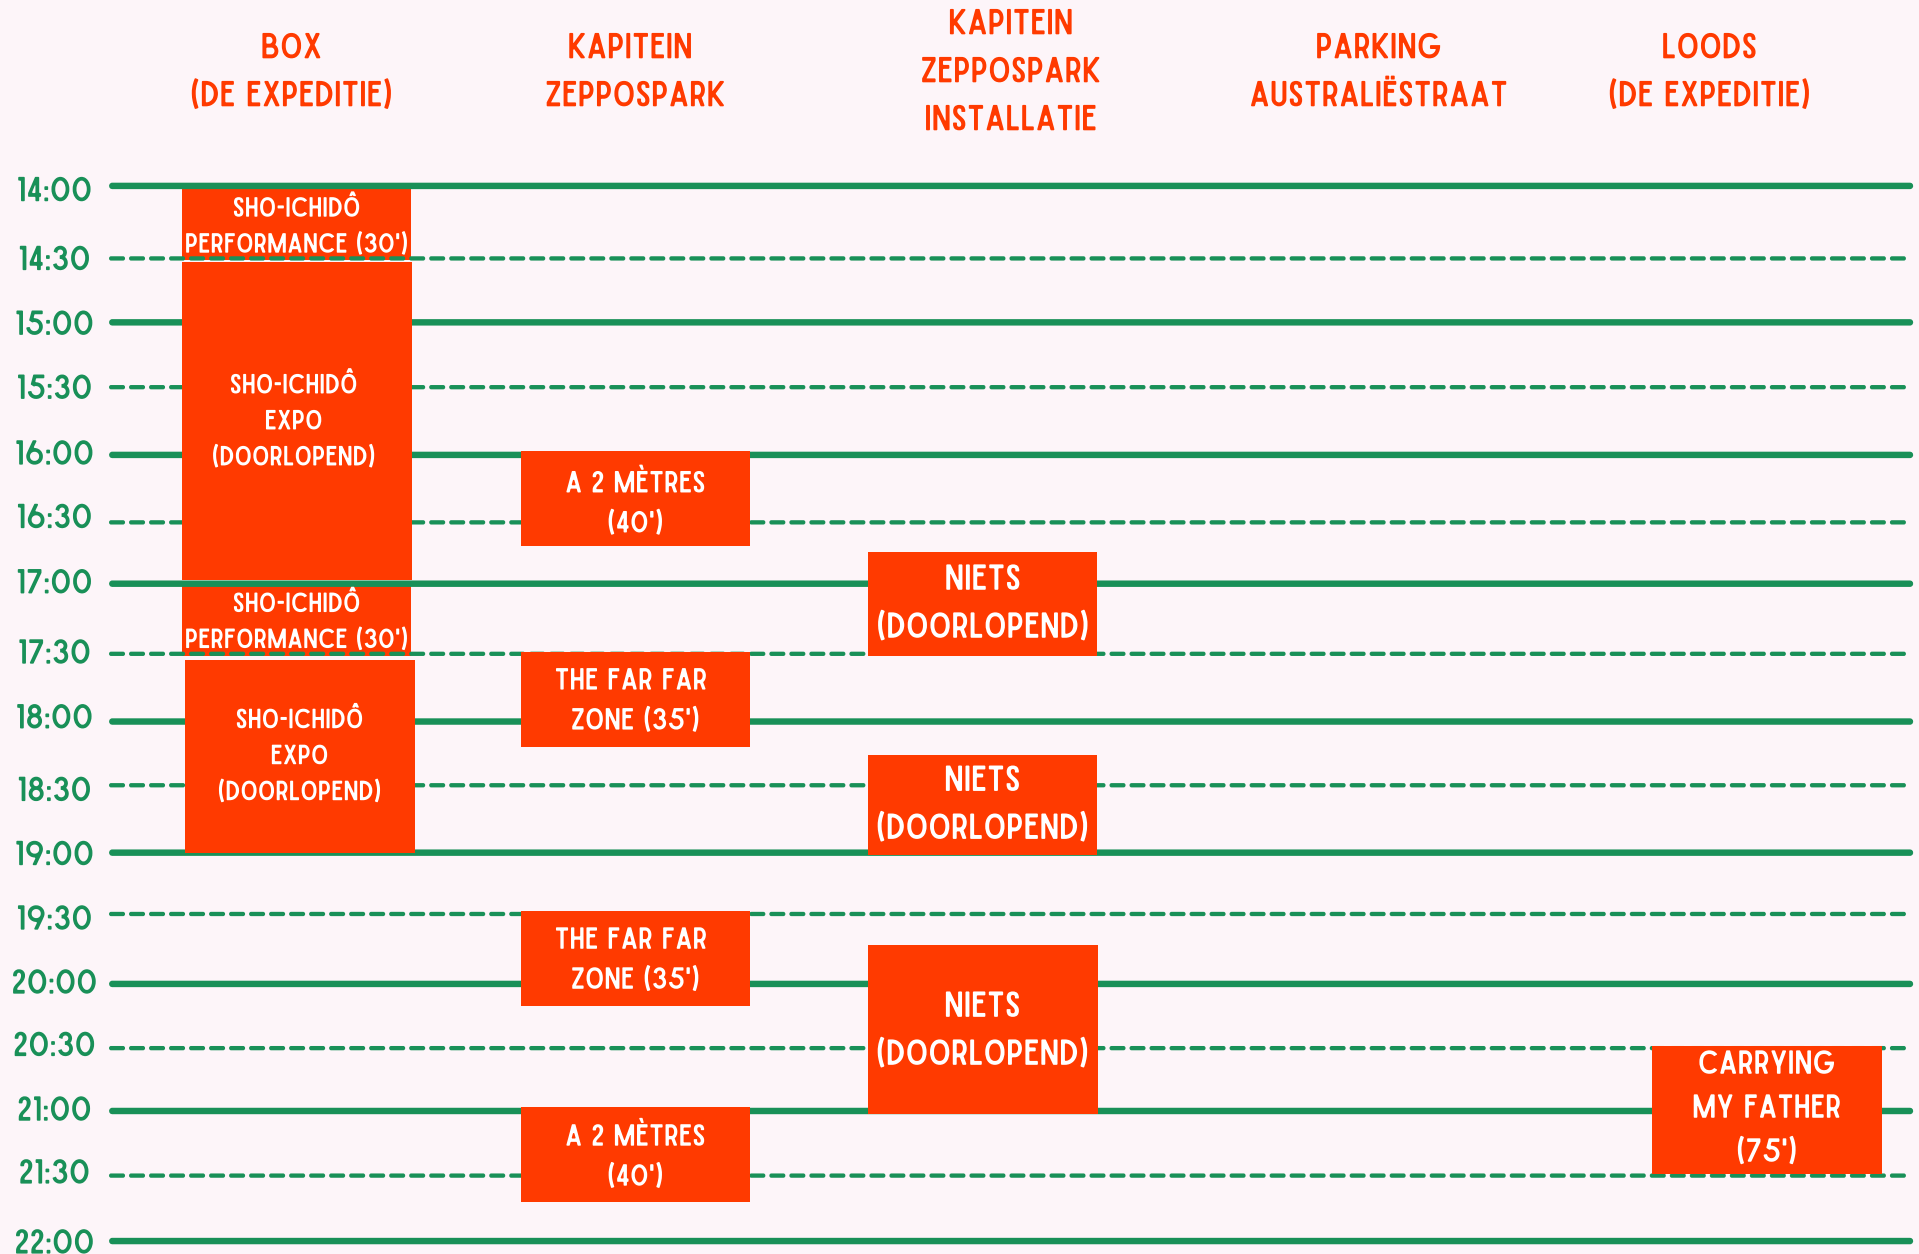 BOX
(DE EXPEDITIE)
KAPITEIN
ZEPPOSPARK
KAPITEIN
ZEPPOSPARK
INSTALLATIE
PARKING
AUSTRALIËSTRAAT
LOODS
(DE EXPEDITIE)
14:00
SHO-ICHIDÔ
PERFORMANCE (30')
14:30
15:00
SHO-ICHIDÔ
EXPO
(DOORLOPEND)
15:30
16:00
A 2 MÈTRES
(40')
16:30
17:00
NIETS
(DOORLOPEND)
SHO-ICHIDÔ
PERFORMANCE (30')
17:30
THE FAR FAR
ZONE (35')
18:00
SHO-ICHIDÔ
EXPO
(DOORLOPEND)
18:30
NIETS
(DOORLOPEND)
19:00
19:30
THE FAR FAR
ZONE (35')
20:00
NIETS
(DOORLOPEND)
20:30
CARRYING
MY FATHER
(75')
21:00
A 2 MÈTRES
(40')
21:30
22:00